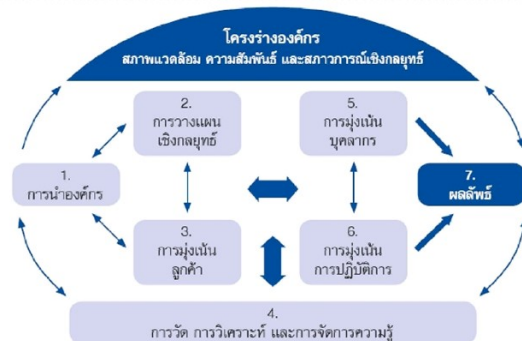 โครงร่างองค์กร
สภาพแวดล้อม ความสัมพันธ์ และสภาวการณ์เชิงกลยุทธ์
1.
การนำองค์กร
2.
การวางแผน
เชิงกลยุทธ์
3.
การมุ่งเน้น
ลูกค้า
5.
การมุ่งเน้น
บุคลากร
6.
การมุ่งเน้น
การปฏิบัติการ
7.
ผลลัพธ์
4.
การวัด การวิเคราะห์ และการจัดการความรู้